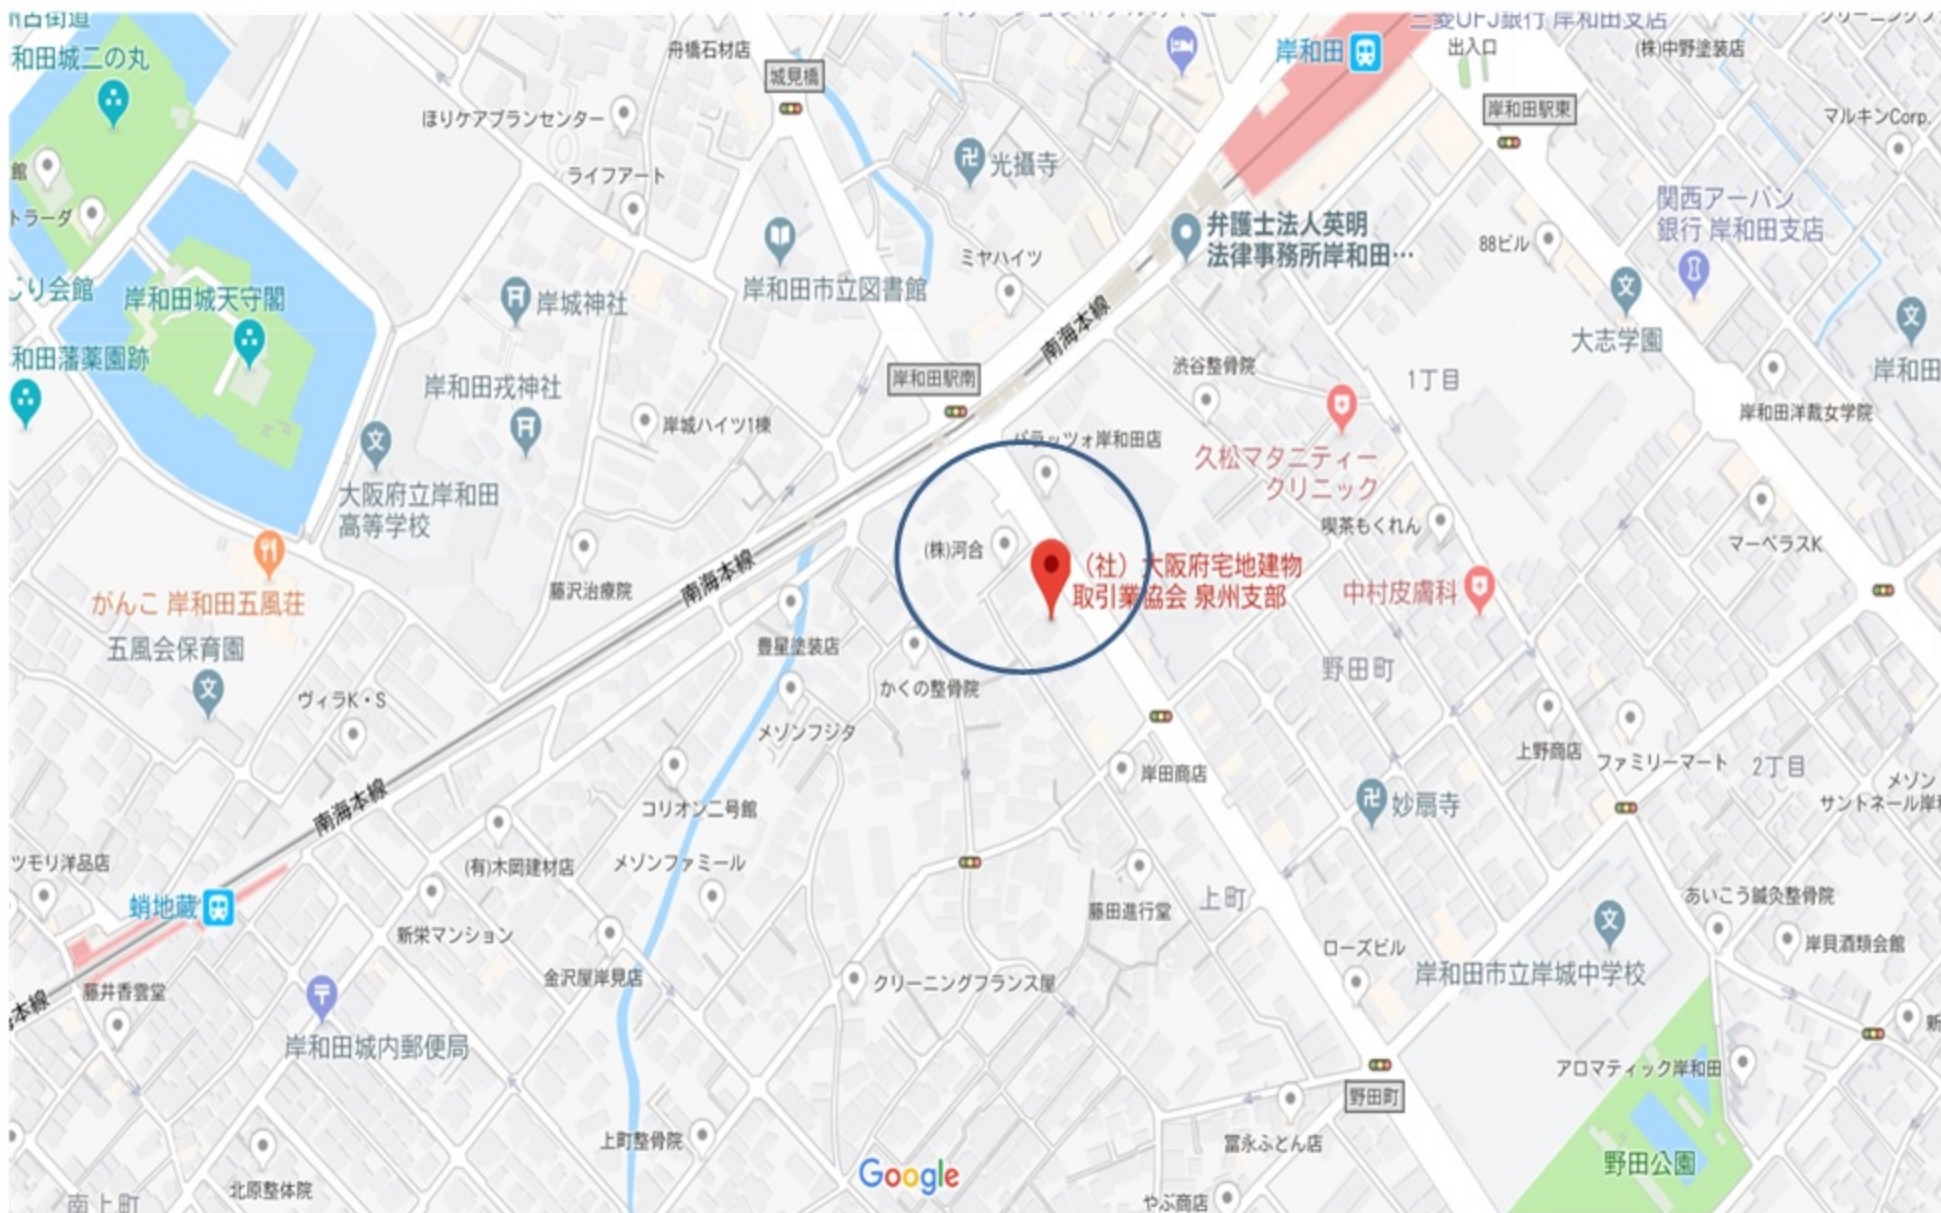 和田城二の丸
舟橋石材店
城見橋
岸和田
三菱UFJ銀行 岸和田支店
出入口
(株)中野塗装店
ほりケアプランセンター
岸和田駅東
マルキンCorp.
館
トラーダ
ライフアート
光攝寺
関西アーバン
銀行 岸和田支店
弁護士法人英明
法律事務所岸和田…
88ビル
ミヤハイツ
岸和田市立図書館
じり会館
岸和田城天守閣
岸城神社
南海本線
大志学園
和田藩薬園跡
岸和田戎神社
岸和田駅南
渋谷整骨院
1丁目
岸和田
岸城ハイツ1棟
パラッツォ岸和田店
岸和田洋裁女学院
久松マタニティー
クリニック
大阪府立岸和田
高等学校
喫茶もくれん
マーベラスK
(株)河合
（社）大阪府宅地建物
取引業協会 泉州支部
南海本線
藤沢治療院
中村皮膚科
がんこ 岸和田五風荘
五風会保育園
豊星塗装店
野田町
かくの整骨院
ヴィラK・S
メゾンフジタ
上野商店
ファミリーマート
2丁目
岸田商店
メゾン
サントネール岸和
南海本線
コリオン二号館
妙扇寺
ツモリ洋品店
(有)木岡建材店
メゾンファミール
蛸地蔵
上町
藤田進行堂
あいこう鍼灸整骨院
新栄マンション
ローズビル
岸貝酒類会館
金沢屋岸見店
クリーニングフランス屋
岸和田市立岸城中学校
藤井香雲堂
海本線
新
岸和田城内郵便局
アロマティック岸和田
野田町
上町整骨院
冨永ふとん店
野田公園
Google
北原整体院
南上町
やぶ商店